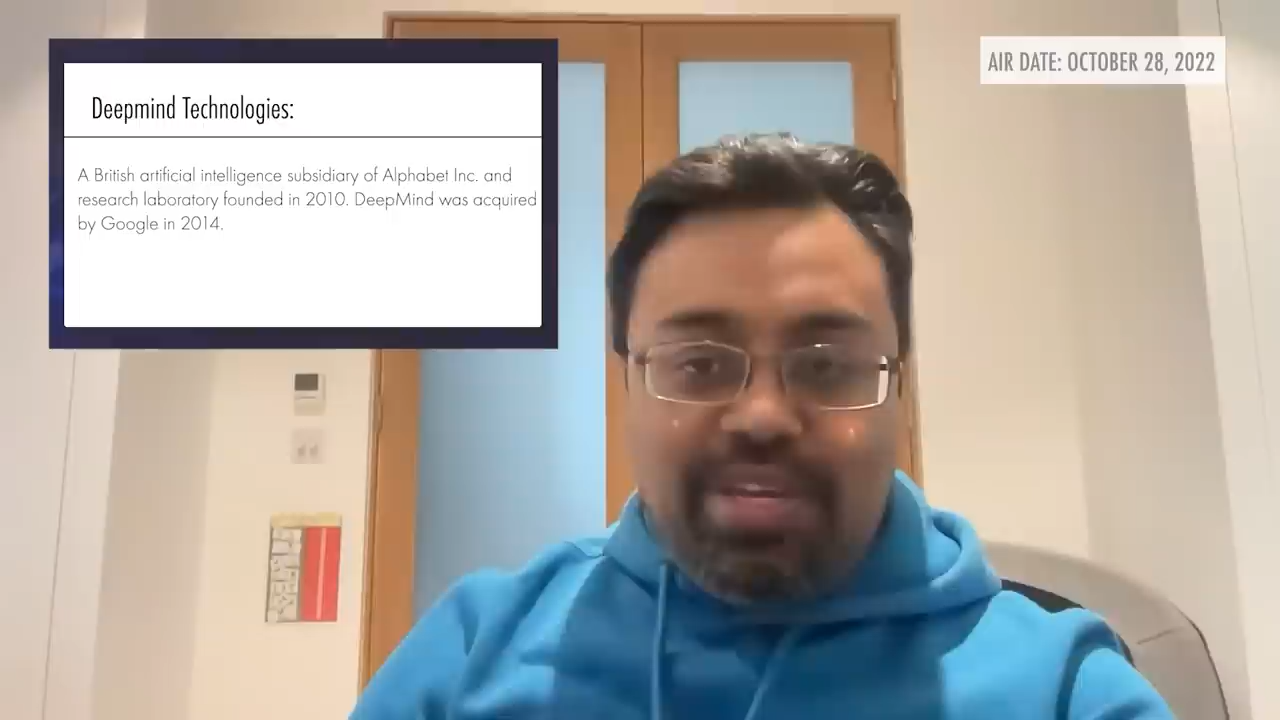 Deepmind Technologies:
A British artificial intelligence subsidiary of Alphabet Inc. and
research laboratory founded in 2010. DeepMind was acquired
by Google in 2014.
AIR DATE: OCTOBER 28, 2022